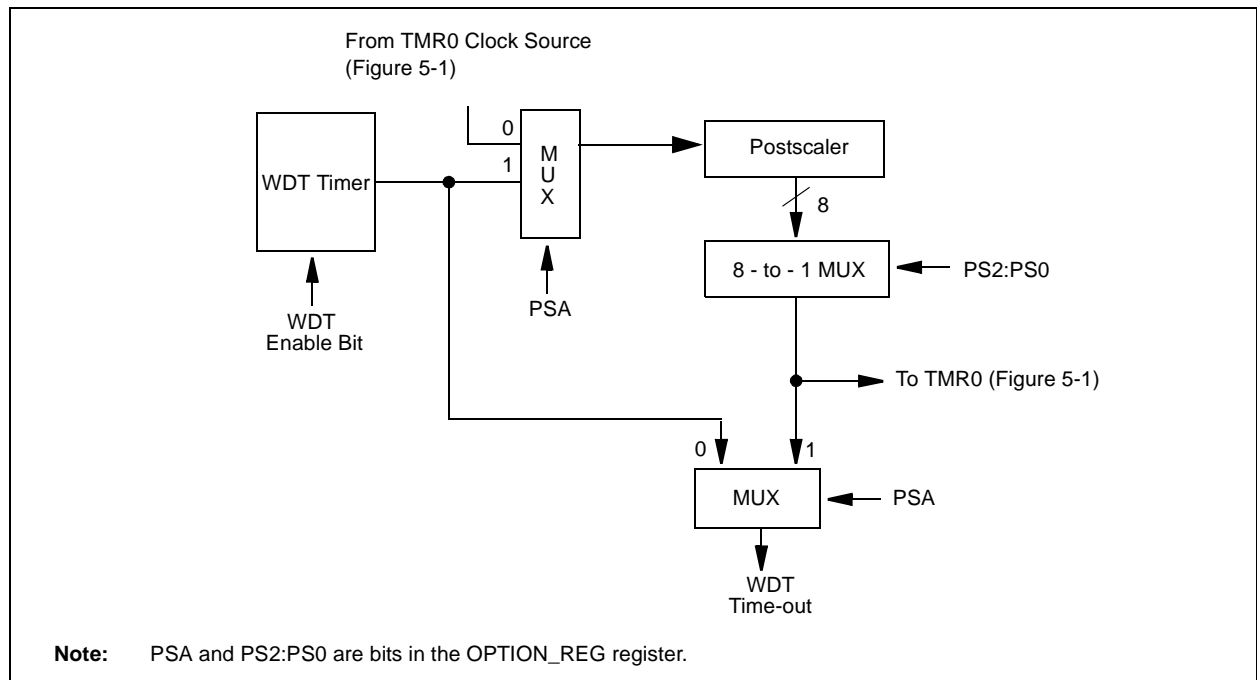 From TMR0 Clock Source
(Figure 5-1)
0
1
M
U
X
WDT Timer
Postscaler
8
8 - to - 1 MUX
PS2:PS0
PSA
WDT
Enable Bit
To TMR0 (Figure 5-1)
0
1
MUX
PSA
WDT
Time-out
Note: PSA and PS2:PS0 are bits in the OPTION_REG register.